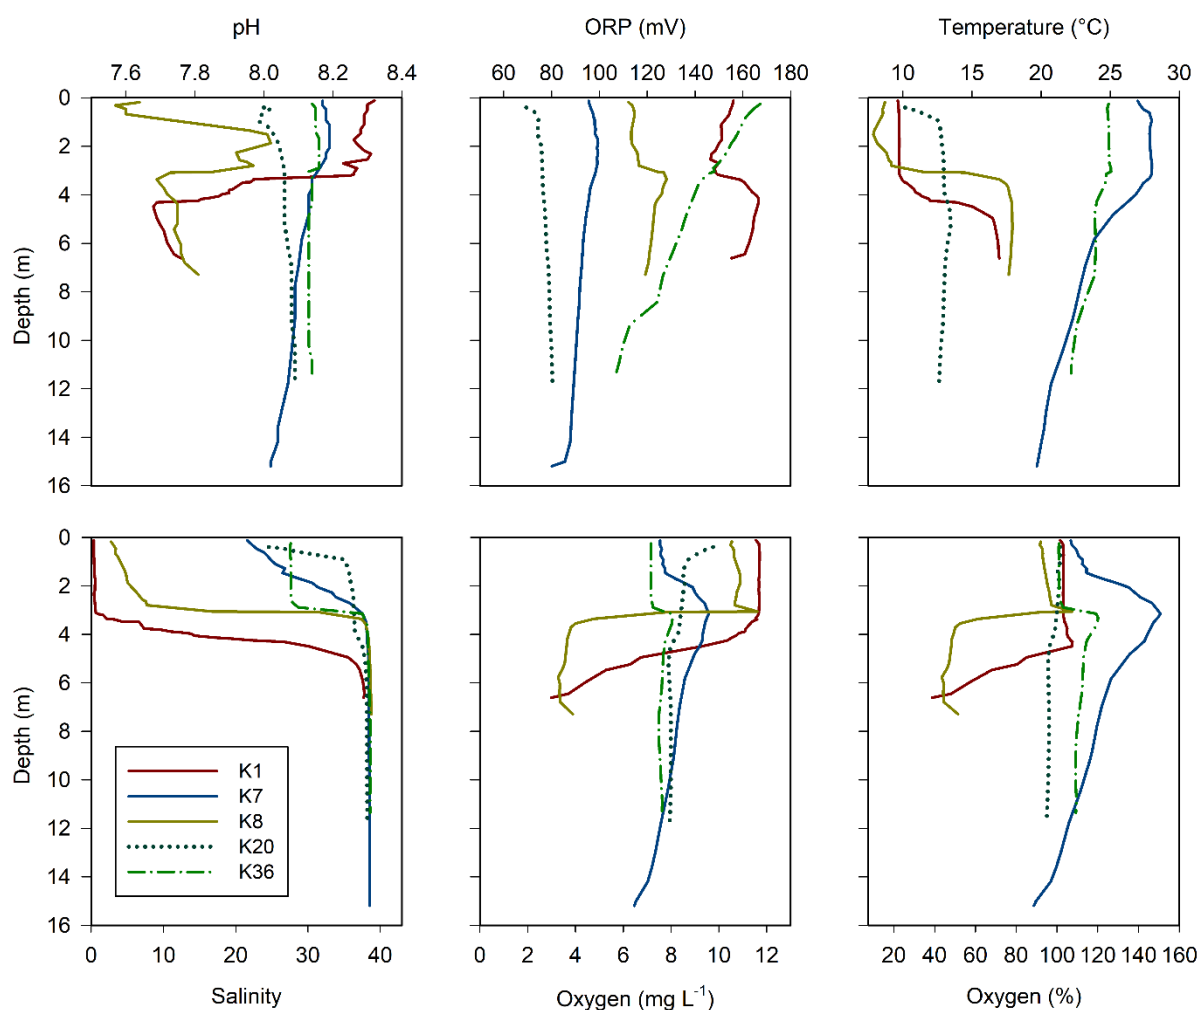 pH
ORP (mV)
Temperature (°C)
7.6 7.8 8.0 8.2 8.4
60 80 100 120 140 160 180
10 15 20 25 30
Depth (m)
0
2
4
6
8
10
12
14
16
Depth (m)
0
2
4
6
8
10
12
14
16
K1
K7
K8
K20
K36
0 10 20 30 40
0 2 4 6 8 10 12
20 40 60 80 100 120 140 160
Salinity
Oxygen (mg L⁻¹)
Oxygen (%)